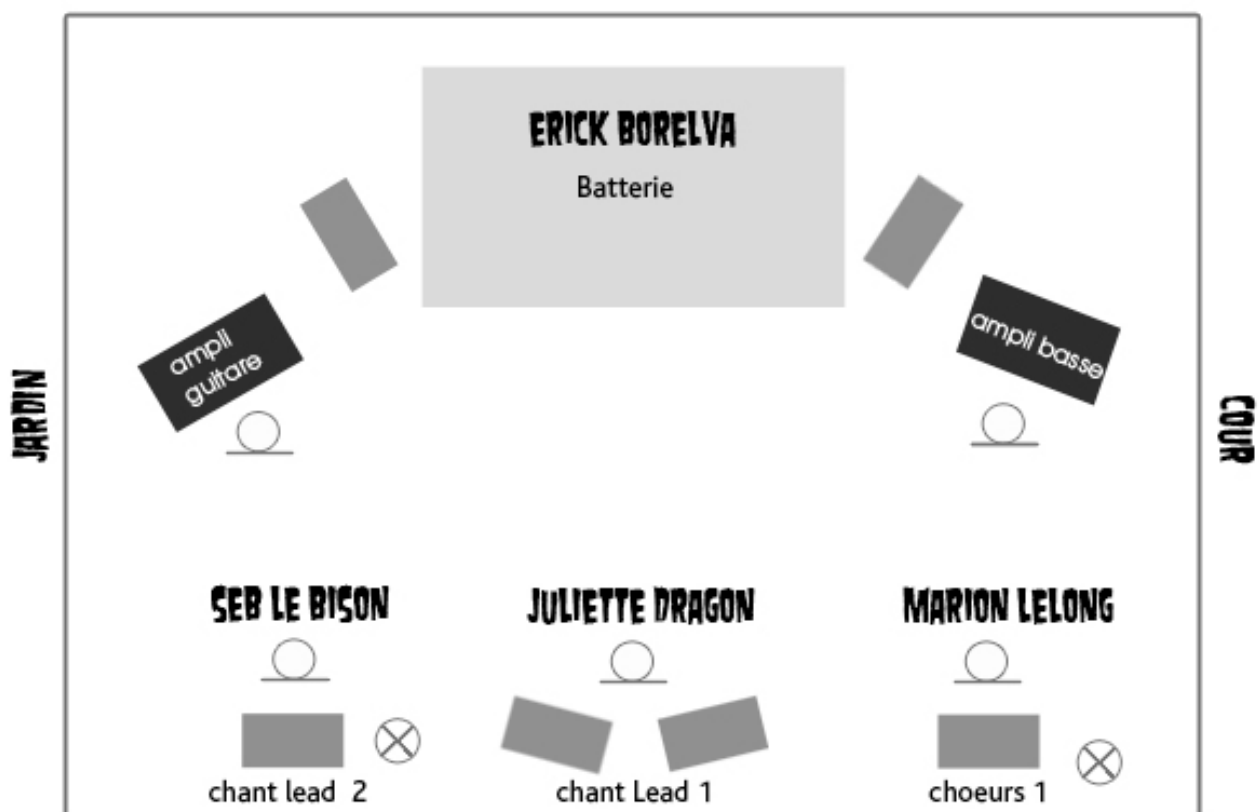 ERICK BORELVA
Batterie
ampli
guitare
ampli basse
JARDIN
COUR
SEB LE BISON
JULIETTE DRAGON
MARION LELONG
chant lead 2
chant Lead 1
choeurs 1